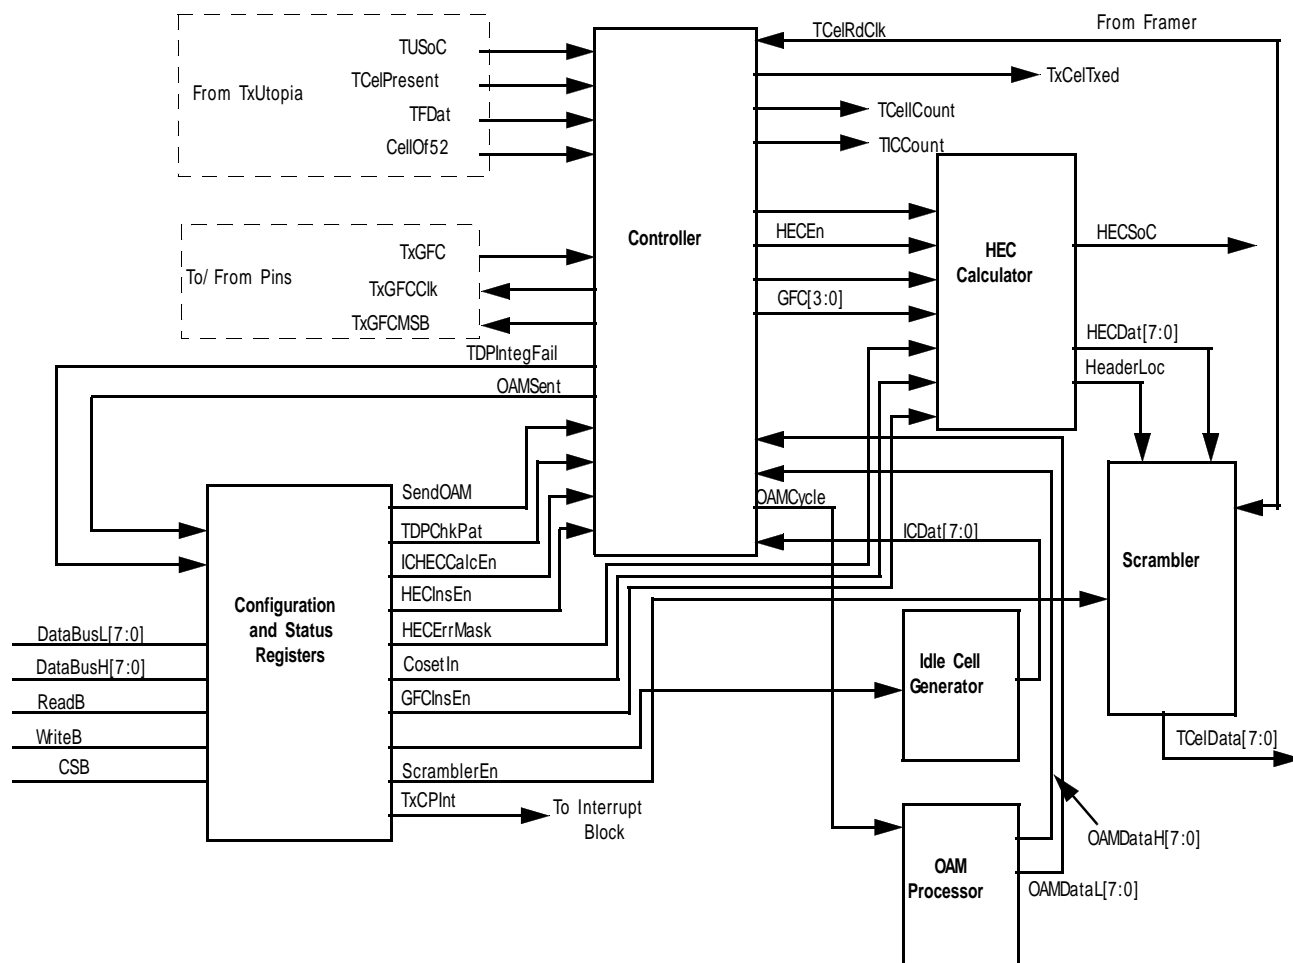 From Framer
TCelRdClk
TUSoC
TCelPresent
From TxUtopia
TFDat
CellOf52
TxCelTxed
TCellCount
TICCount
Controller
HECEn
GFC[3:0]
HEC
Calculator
HECSoC
HECDat[7:0]
HeaderLoc
TxGFC
To/ From Pins
TxGFCClk
TxGFCMSB
TDPIntegFail
OAMSent
SendOAM
TDPChkPat
ICHECCalcEn
HECInsEn
HECErrMask
CosetIn
GFCInsEn
ScramblerEn
TxCPInt
To Interrupt
Block
Configuration
and Status
Registers
DataBusL[7:0]
DataBusH[7:0]
ReadB
WriteB
CSB
OAMCycle
ICDat[7:0]
Scrambler
Idle Cell
Generator
TCelData[7:0]
OAMDataH[7:0]
OAM
Processor
OAMDataL[7:0]